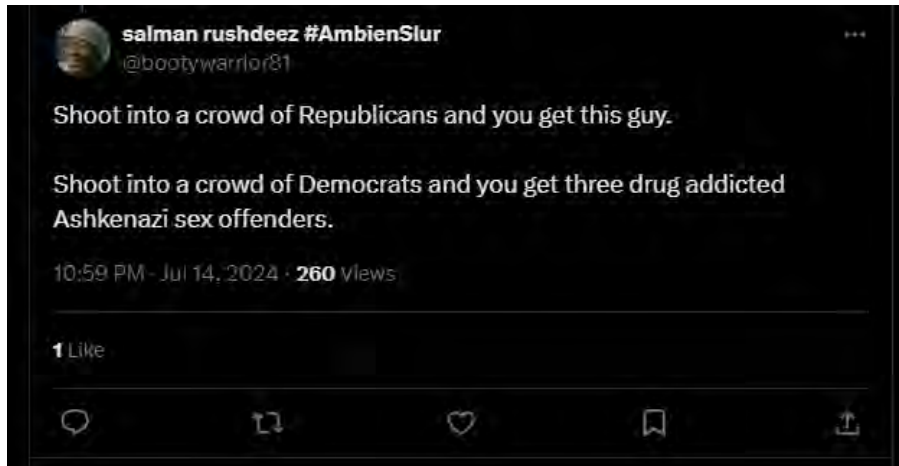 salman rushdeez #AmbienSlur
@bootywarrior81
Shoot into a crowd of Republicans and you get this guy.
Shoot into a crowd of Democrats and you get three drug addicted
Ashkenazi sex offenders.
10:59 PM · Jul 14, 2024 · 260 Views
1 Like